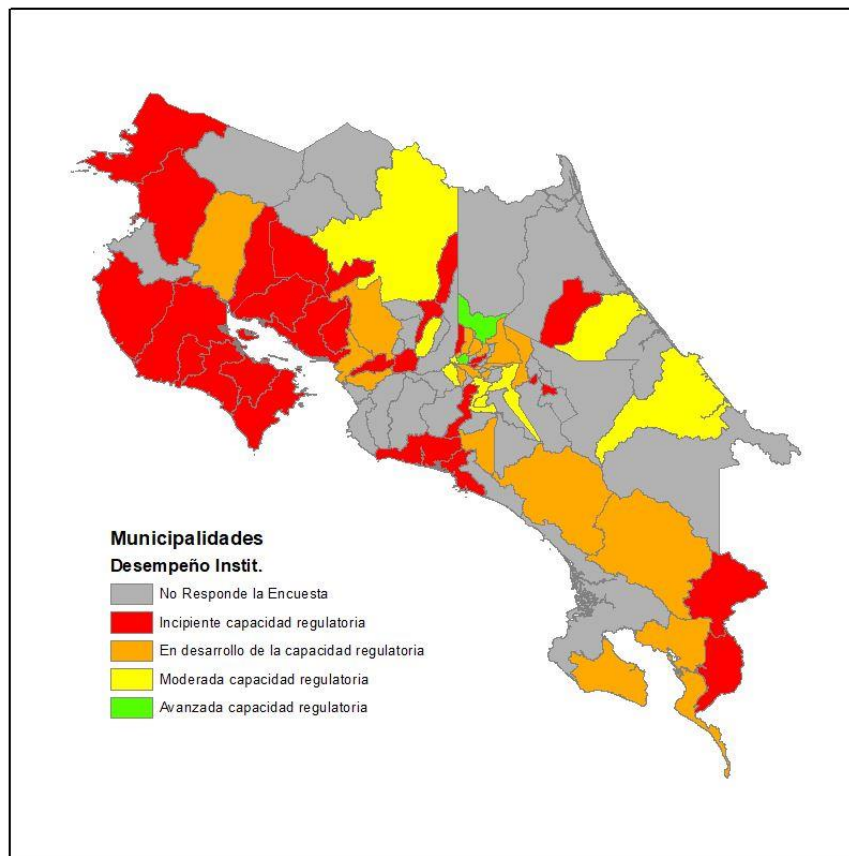 Municipalidades
Desempeño Instit.
No Responde la Encuesta
Incipiente capacidad regulatoria
En desarrollo de la capacidad regulatoria
Moderada capacidad regulatoria
Avanzada capacidad regulatoria